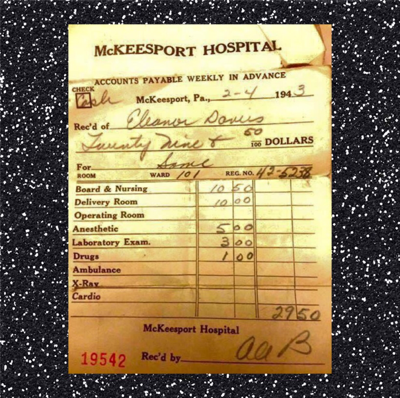 McKEESPORT HOSPITAL
ACCOUNTS PAYABLE WEEKLY IN ADVANCE
CHECK
Cash McKeesport, Pa., 2-4 1943
Rec'd of Eleanor Davies
Twenty Nine & 50/100 DOLLARS
For Same
ROOM WARD 101 REG. NO. 43-5238
Board & Nursing 10 50
Delivery Room 10 00
Operating Room
Anesthetic 5 00
Laboratory Exam. 3 00
Drugs 1 00
Ambulance
X-Ray
Cardio
29 50
McKeesport Hospital
19542 Rec'd by AAB